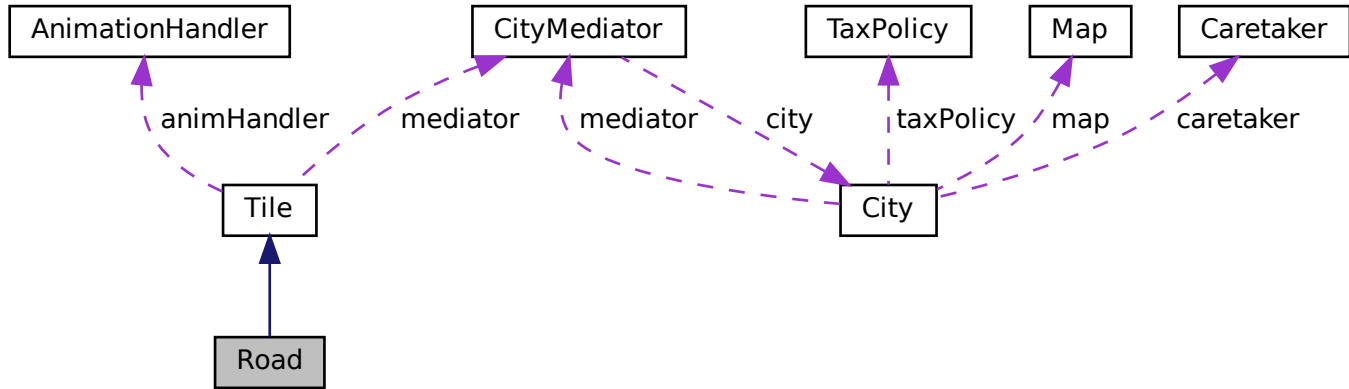 AnimationHandler
CityMediator
TaxPolicy
Map
Caretaker
animHandler
mediator
mediator
city
taxPolicy
map
caretaker
Tile
City
Road